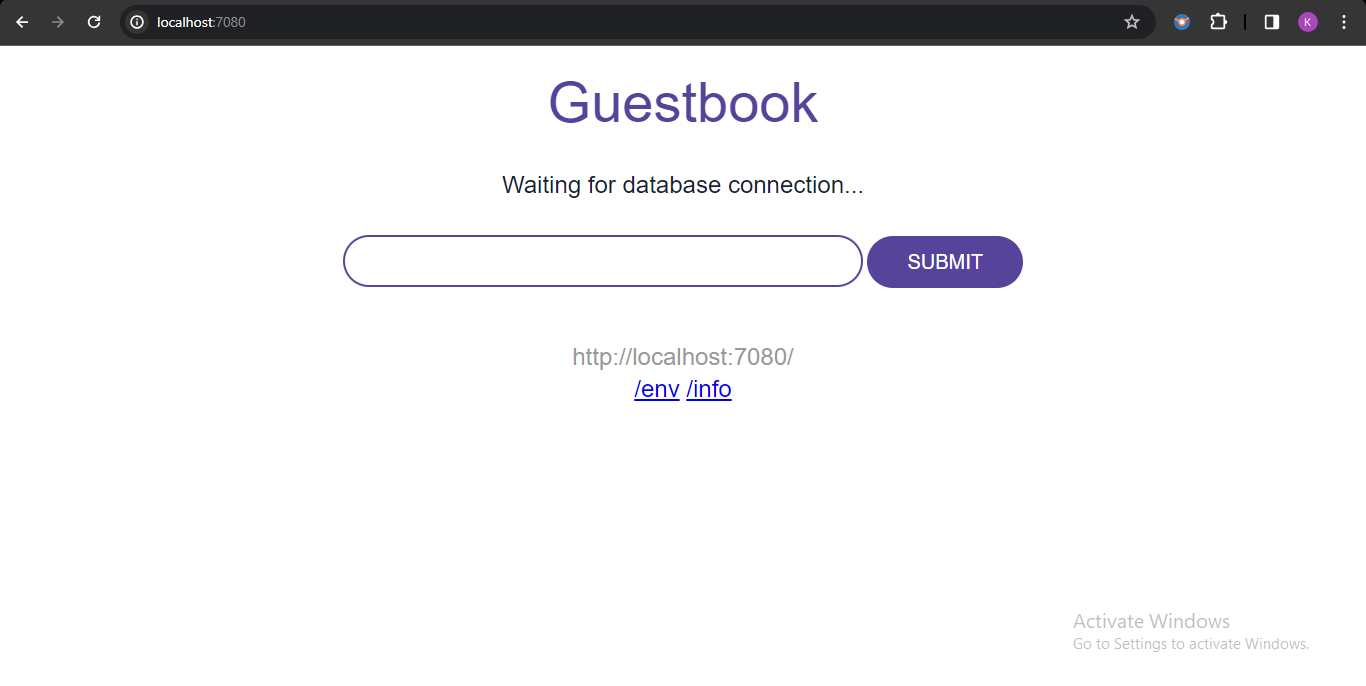 localhost:7080
K
Guestbook
Waiting for database connection...
SUBMIT
http://localhost:7080/
/env /info
Activate Windows
Go to Settings to activate Windows.